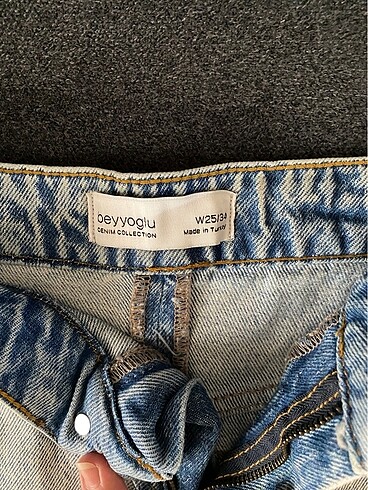 beyyoglu W25/34
DENIM COLLECTION Made in Turkey